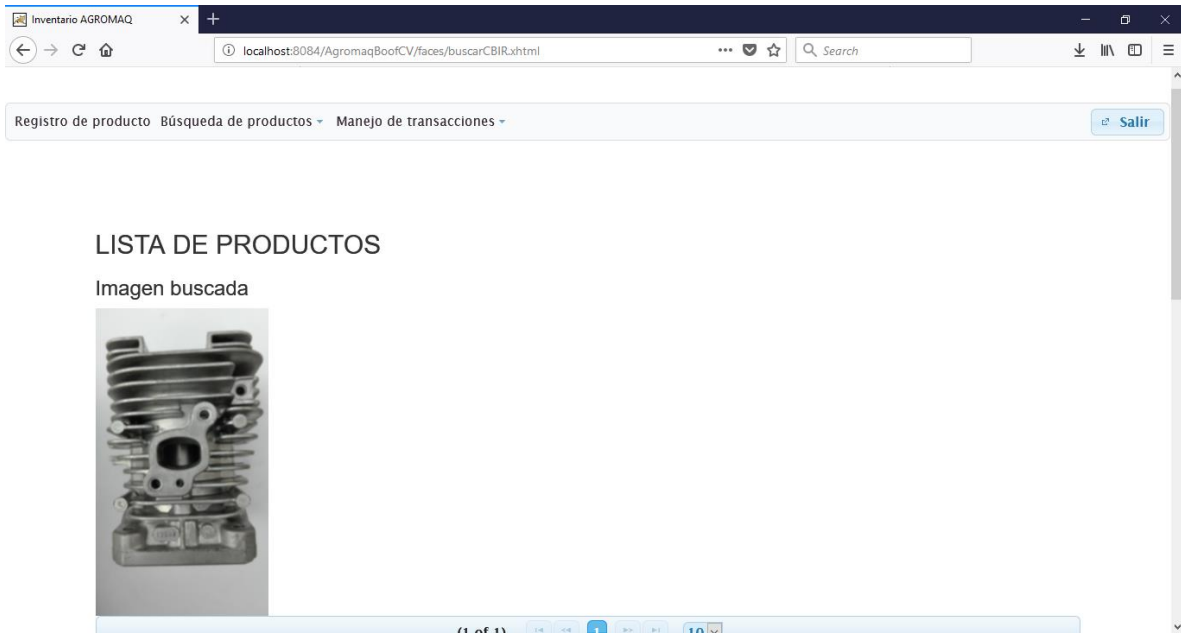 Inventario AGROMAQ
localhost:8084/AgromaqBoofCV/faces/buscarCBIR.xhtml
Search
Registro de producto Búsqueda de productos Manejo de transacciones Salir
LISTA DE PRODUCTOS
Imagen buscada
(1 of 1) 1 10